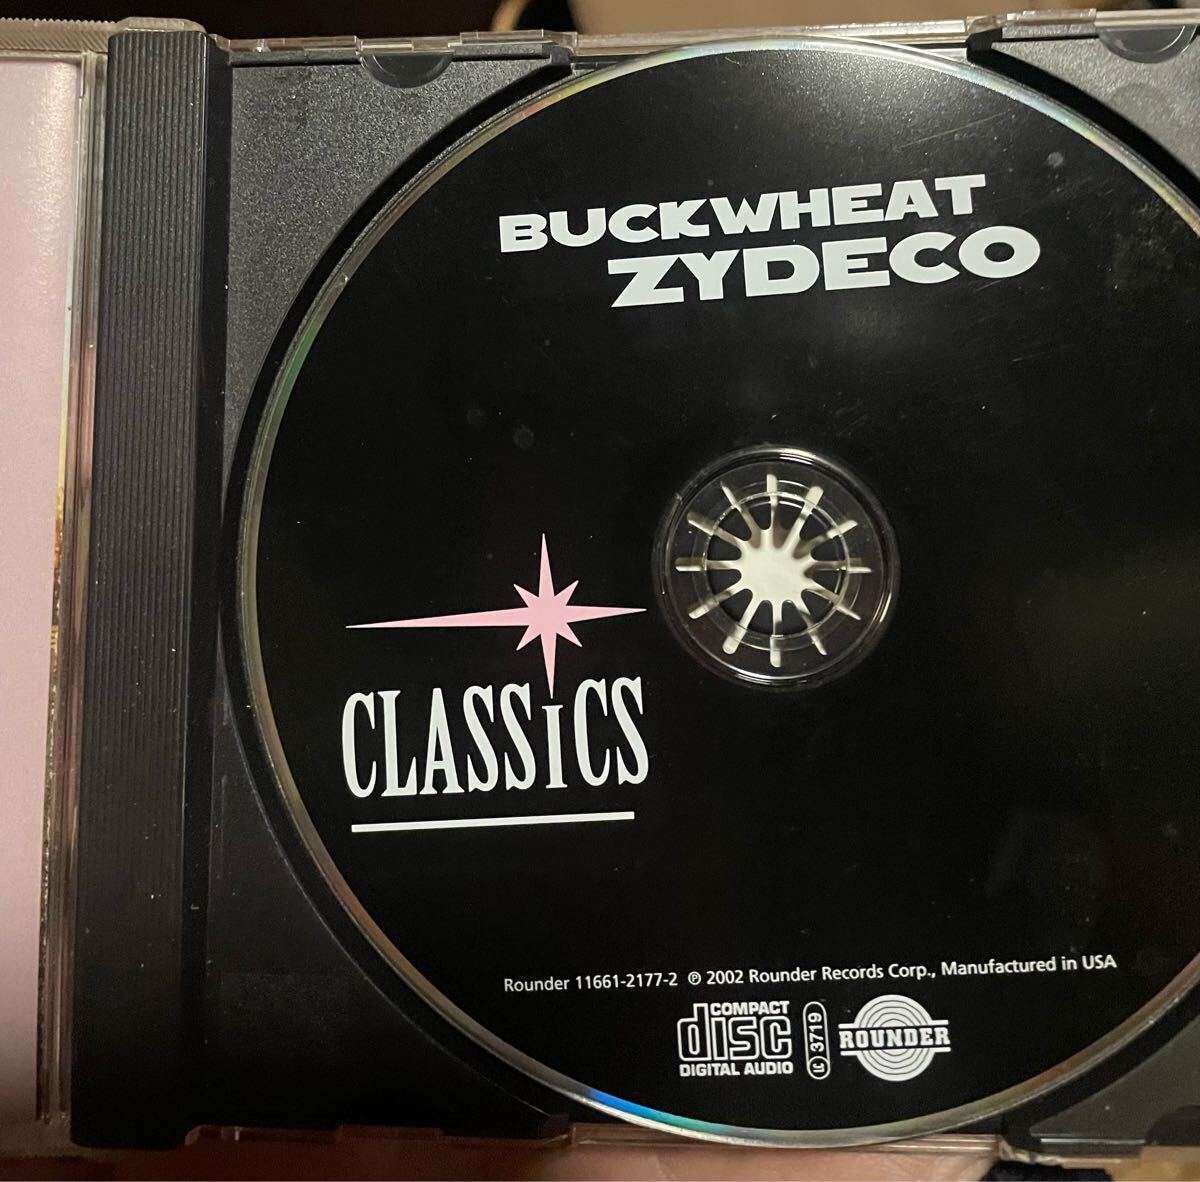 BUCKWHEAT
ZYDECO
CLASSiCS
Rounder 11661-2177-2 ℗ 2002 Rounder Records Corp., Manufactured in USA
COMPACT
disc
DIGITAL AUDIO
LC 3719
ROUNDER